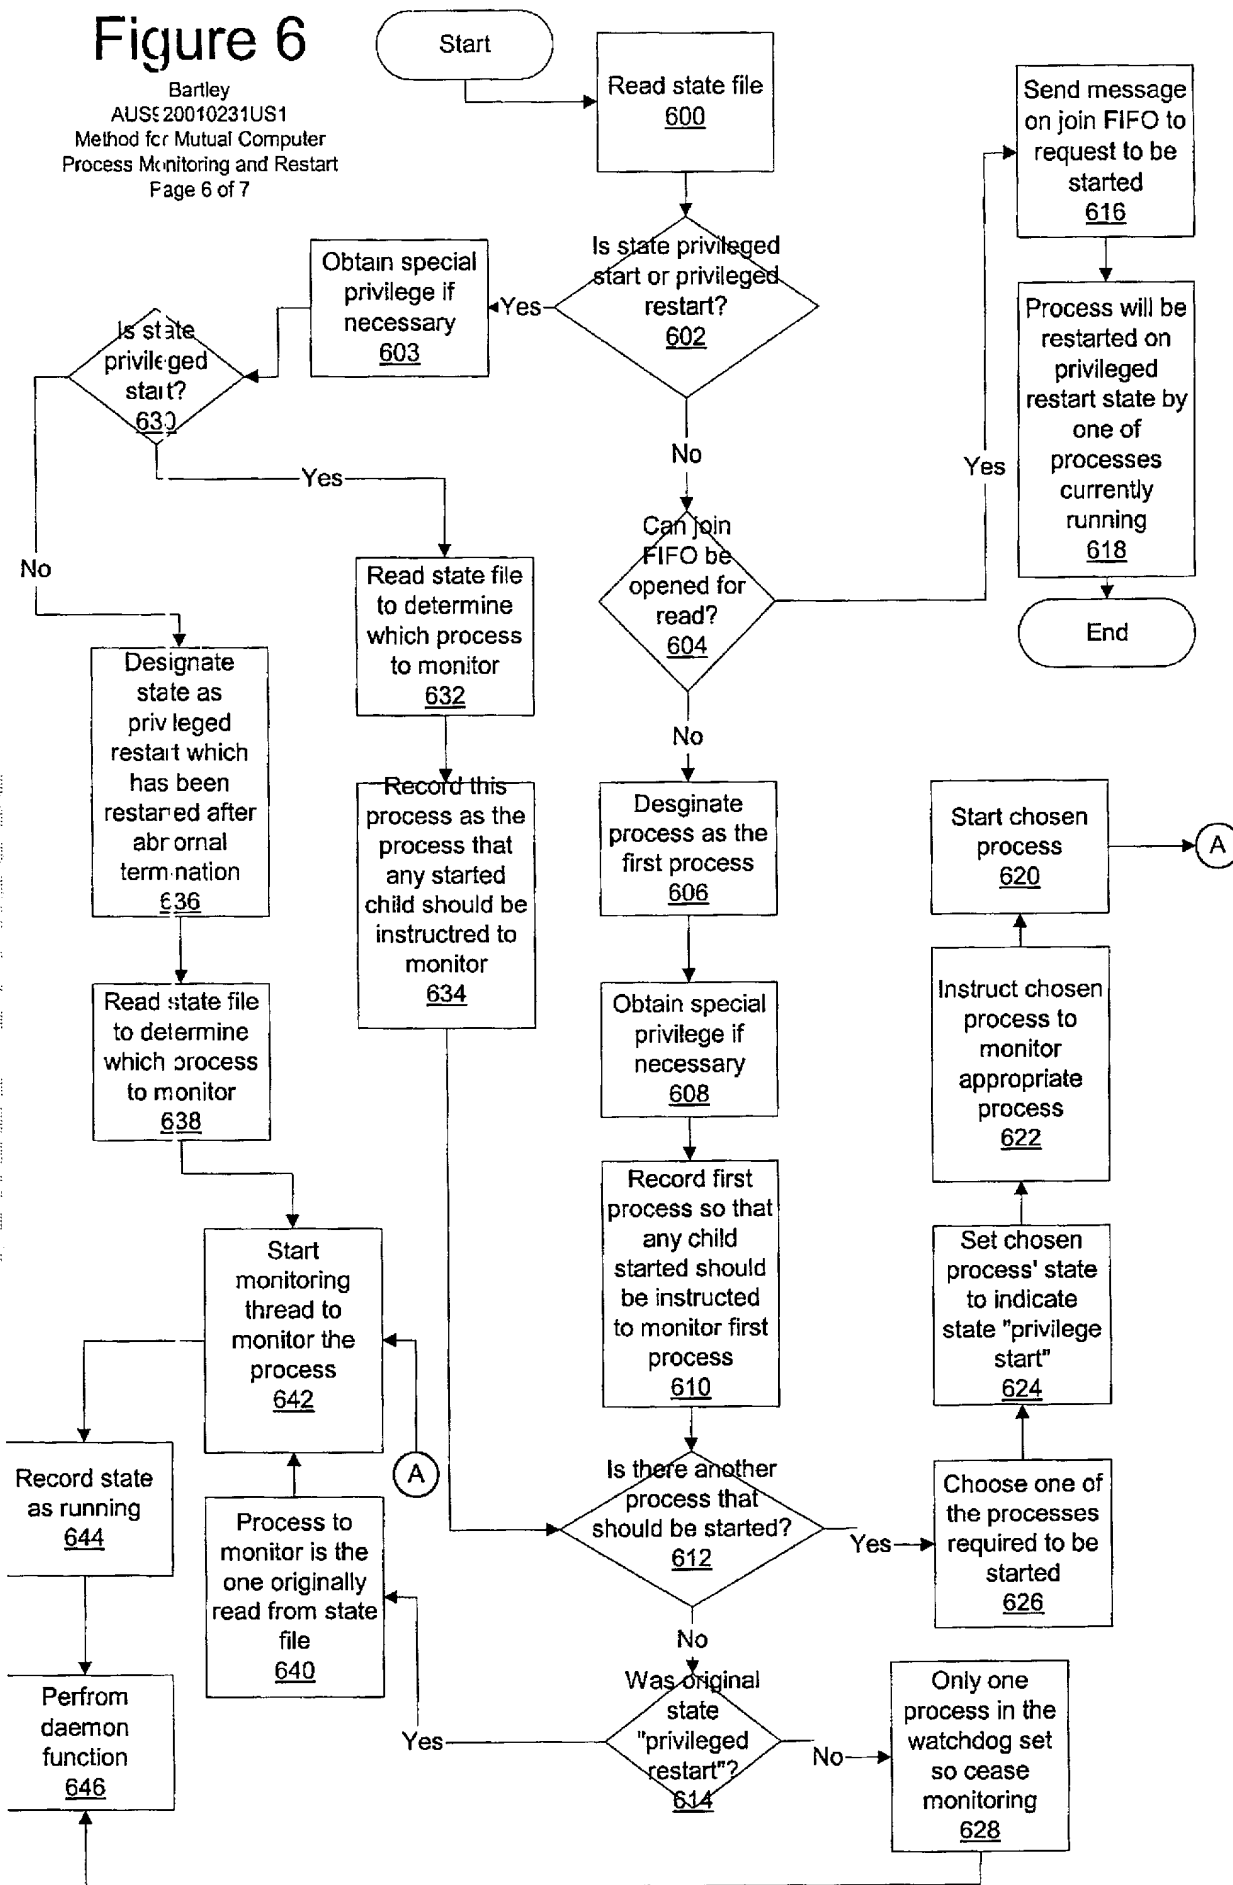 Figure 6
Bartley
AUS920010231US1
Method for Mutual Computer
Process Monitoring and Restart
Page 6 of 7
Start
Read state file
600
Is state privileged
start or privileged
restart?
602
Yes
Obtain special
privilege if
necessary
603
Is state
privileged
start?
630
Yes
No
No
Can join
FIFO be
opened for
read?
604
Yes
Send message
on join FIFO to
request to be
started
616
Process will be
restarted on
privileged
restart state by
one of
processes
currently
running
618
End
Read state file
to determine
which process
to monitor
632
Record this
process as the
process that
any started
child should be
instructred to
monitor
634
Designate
state as
privileged
restart which
has been
restarted after
abnornal
termination
636
Read state file
to determine
which process
to monitor
638
Start
monitoring
thread to
monitor the
process
642
A
Record state
as running
644
Process to
monitor is the
one originally
read from state
file
640
Perfrom
daemon
function
646
No
Desginate
process as the
first process
606
Obtain special
privilege if
necessary
608
Record first
process so that
any child
started should
be instructed
to monitor first
process
610
Is there another
process that
should be started?
612
Yes
No
Was original
state
"privileged
restart"?
614
Yes
No
Start chosen
process
620
A
Instruct chosen
process to
monitor
appropriate
process
622
Set chosen
process' state
to indicate
state "privilege
start"
624
Choose one of
the processes
required to be
started
626
Only one
process in the
watchdog set
so cease
monitoring
628